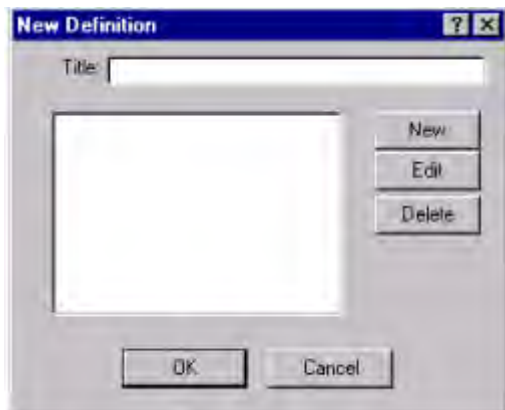 New Definition ? ×
Title:
New
Edit
Delete
OK Cancel